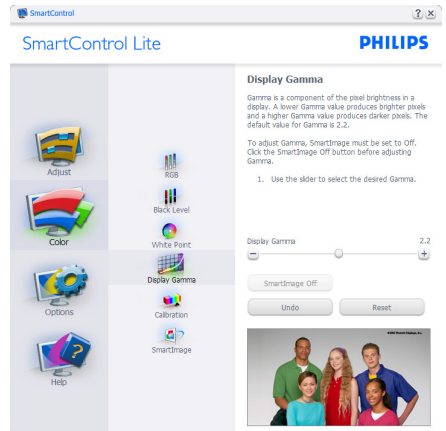 SmartControl
SmartControl Lite
PHILIPS
Adjust
Color
Options
Help
RGB
Black Level
White Point
Display Gamma
Calibration
SmartImage
Display Gamma
Gamma is a component of the pixel brightness in a
display. A lower Gamma value produces brighter pixels
and a higher Gamma value produces darker pixels. The
default value for Gamma is 2.2.
To adjust Gamma, SmartImage must be set to Off.
Click the SmartImage Off button before adjusting
Gamma.
1. Use the slider to select the desired Gamma.
Display Gamma 2.2
SmartImage Off
Undo Reset